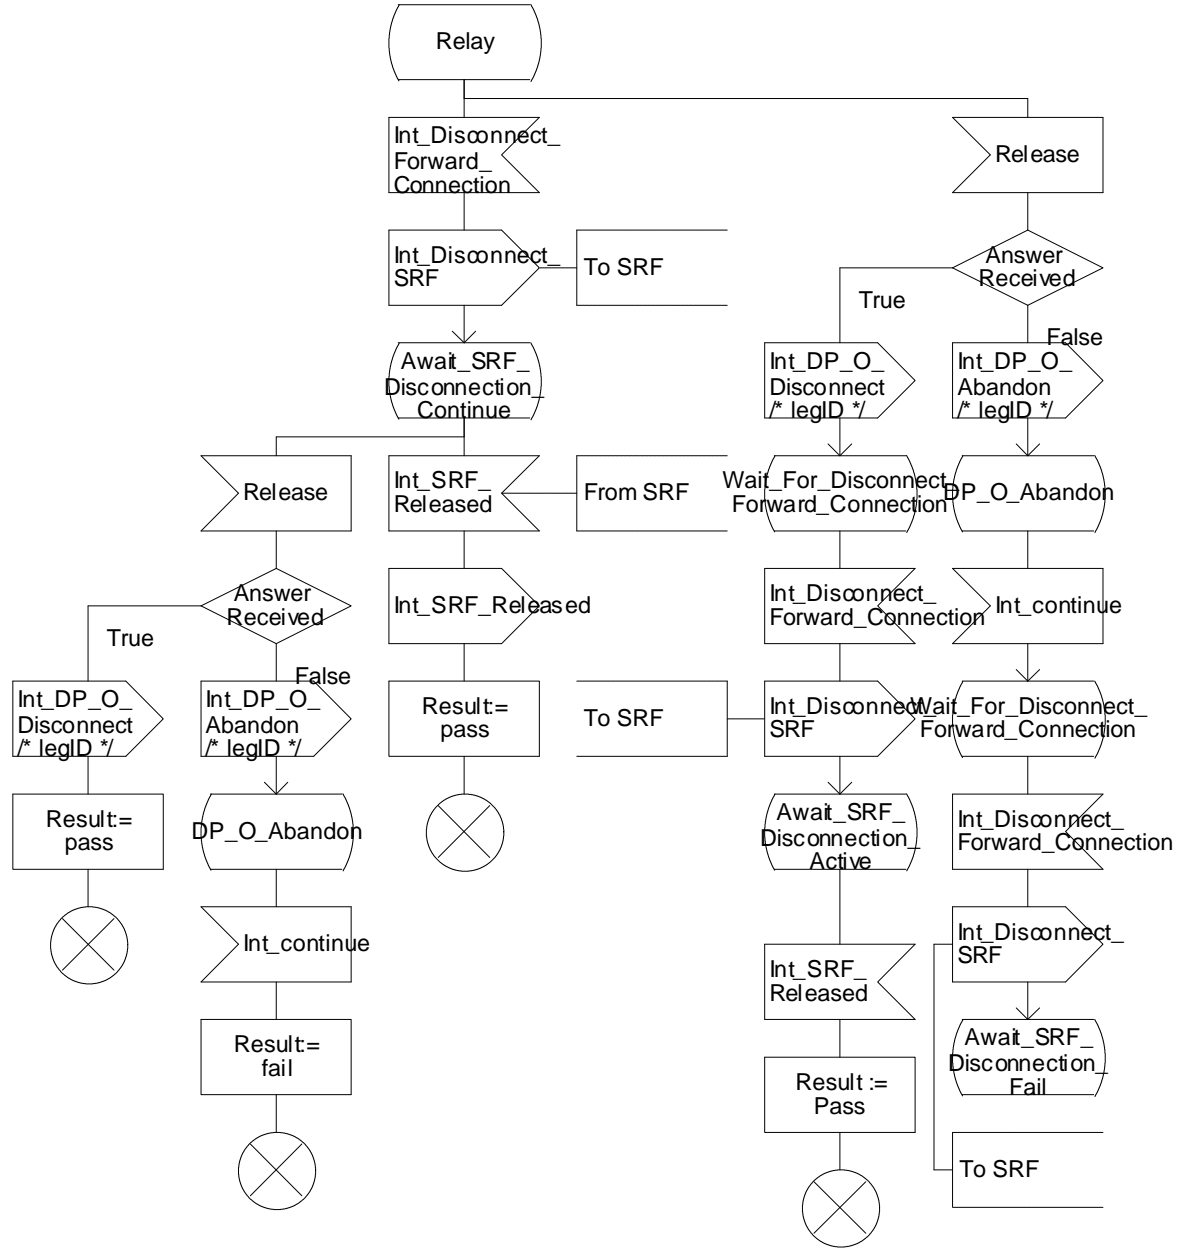 Relay
Int_Disconnect_
Forward_
Connection
Release
Int_Disconnect_
SRF
To SRF
Answer
Received
True
False
Await_SRF_
Disconnection_
Continue
Int_DP_O_
Disconnect
/* legID */
Int_DP_O_
Abandon
/* legID */
Release
Int_SRF_
Released
From SRF
Wait_For_Disconnect_
Forward_Connection
DP_O_Abandon
Answer
Received
True
False
Int_SRF_Released
Int_Disconnect_
Forward_Connection
Int_continue
Int_DP_O_
Disconnect
/* legID */
Int_DP_O_
Abandon
/* legID */
Result:=
pass
To SRF
Int_Disconnect_
SRF
Wait_For_Disconnect_
Forward_Connection
Result:=
pass
DP_O_Abandon
Await_SRF_
Disconnection_
Active
Int_Disconnect_
Forward_Connection
Int_continue
Int_SRF_
Released
Int_Disconnect_
SRF
Result:=
fail
Result :=
Pass
Await_SRF_
Disconnection_
Fail
To SRF